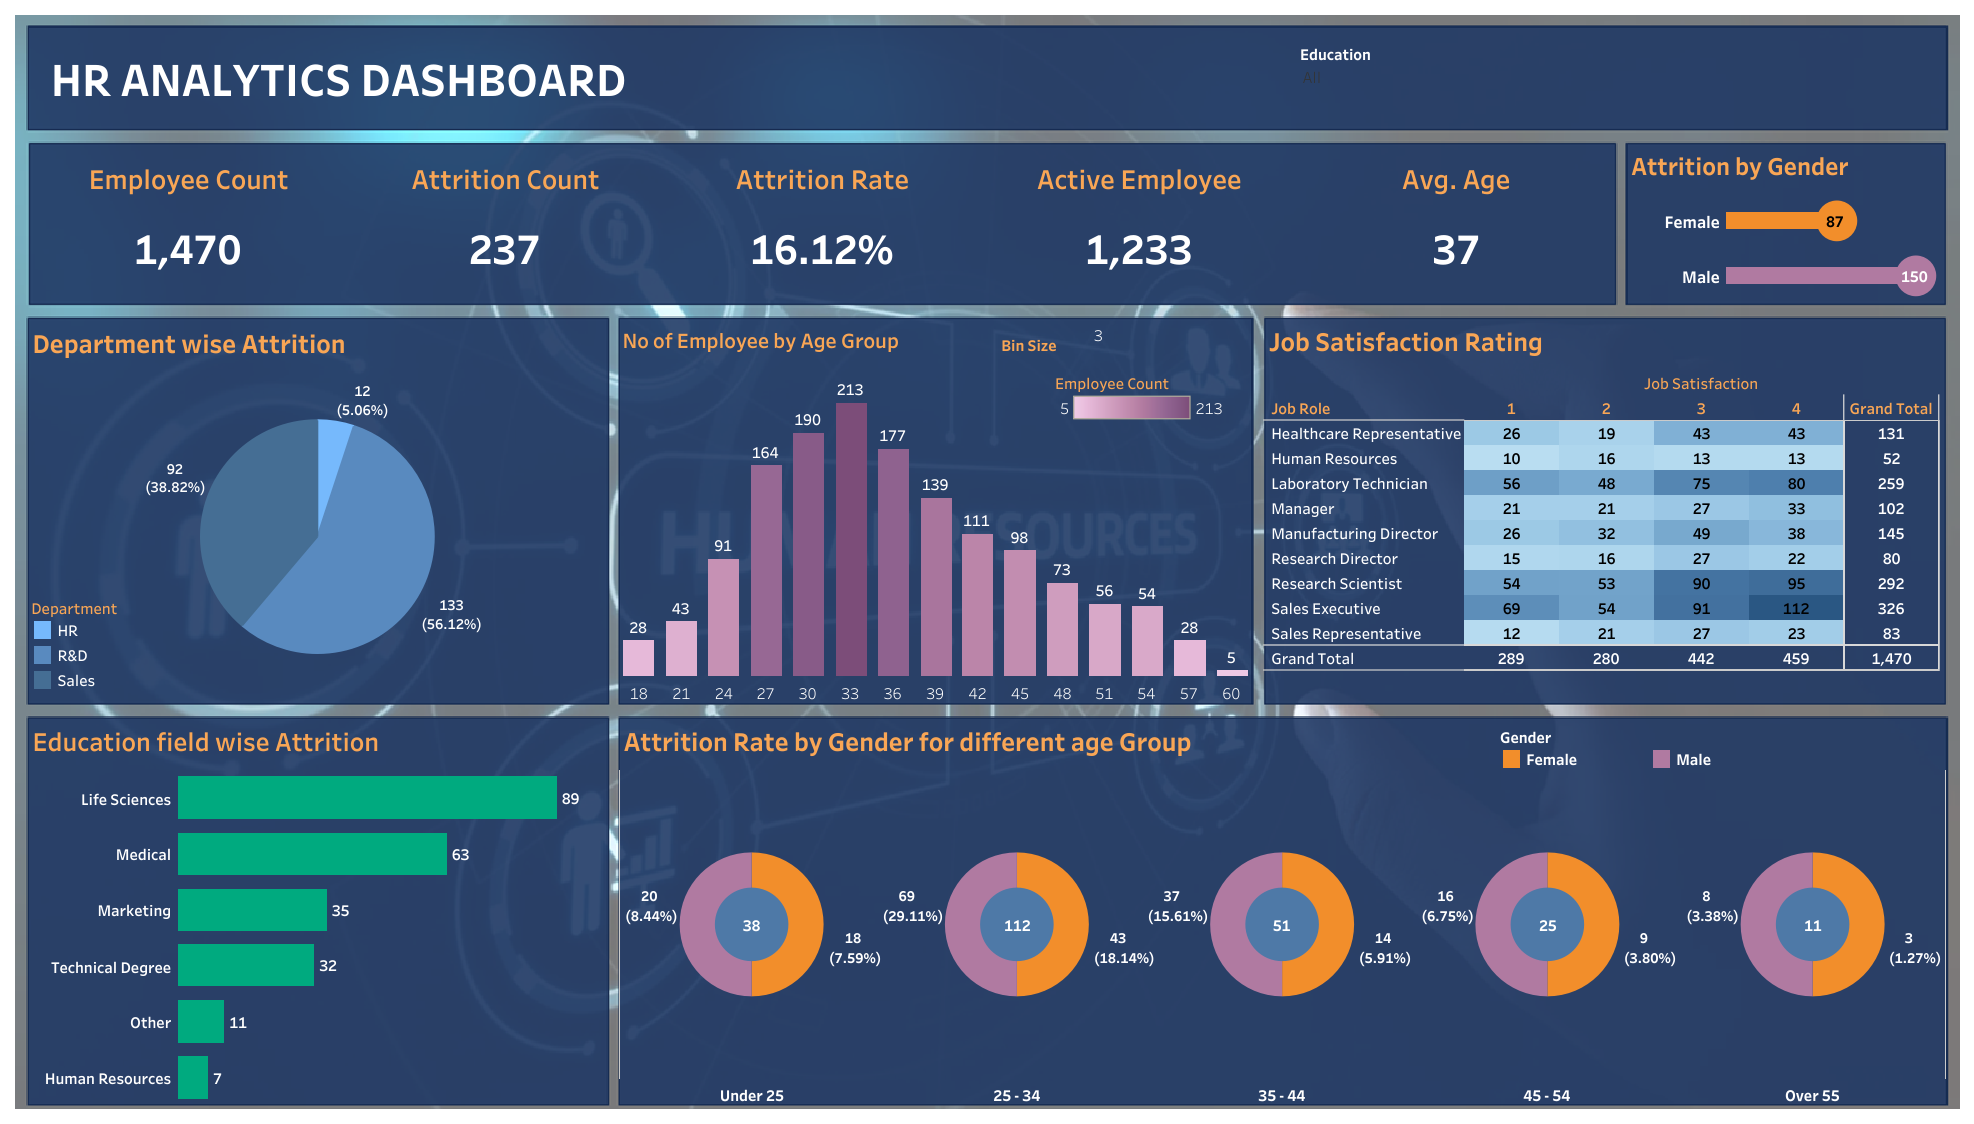 HR ANALYTICS DASHBOARD
Education
All
Employee Count
Attrition Count
Attrition Rate
Active Employee
Avg. Age
1,470
237
16.12%
1,233
37
Attrition by Gender
Female
87
Male
150
Department wise Attrition
12
(5.06%)
92
(38.82%)
133
(56.12%)
Department
HR
R&D
Sales
No of Employee by Age Group
Bin Size
3
Employee Count
5
213
28
43
91
164
190
213
177
139
111
98
73
56
54
28
5
18 21 24 27 30 33 36 39 42 45 48 51 54 57 60
HUMAN RESOURCES
Job Satisfaction Rating
Job Satisfaction
Job Role 1 2 3 4 Grand Total
Healthcare Representative 26 19 43 43 131
Human Resources 10 16 13 13 52
Laboratory Technician 56 48 75 80 259
Manager 21 21 27 33 102
Manufacturing Director 26 32 49 38 145
Research Director 15 16 27 22 80
Research Scientist 54 53 90 95 292
Sales Executive 69 54 91 112 326
Sales Representative 12 21 27 23 83
Grand Total 289 280 442 459 1,470
Education field wise Attrition
Life Sciences 89
Medical 63
Marketing 35
Technical Degree 32
Other 11
Human Resources 7
Attrition Rate by Gender for different age Group
Gender
Female
Male
20
(8.44%)
38
18
(7.59%)
69
(29.11%)
112
43
(18.14%)
37
(15.61%)
51
14
(5.91%)
16
(6.75%)
25
9
(3.80%)
8
(3.38%)
11
3
(1.27%)
Under 25
25 - 34
35 - 44
45 - 54
Over 55